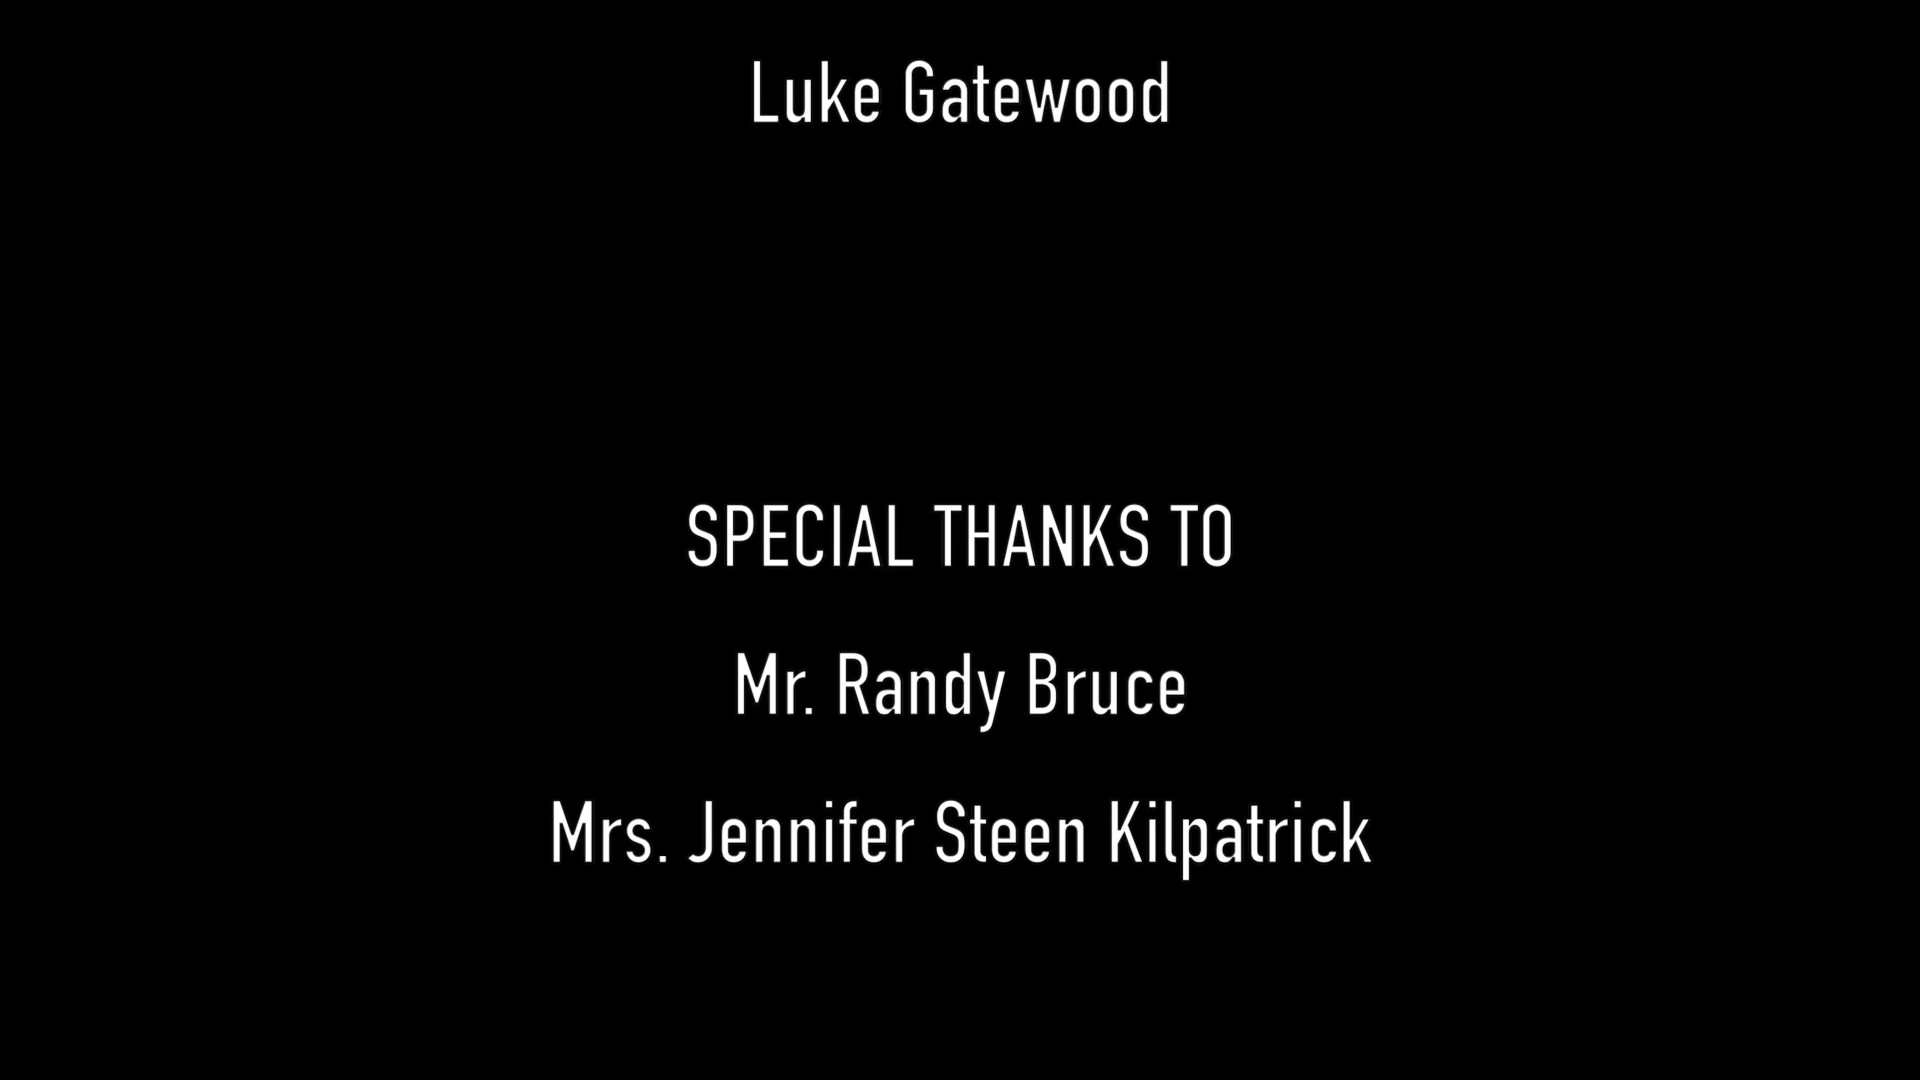 Luke Gatewood
SPECIAL THANKS TO
Mr. Randy Bruce
Mrs. Jennifer Steen Kilpatrick